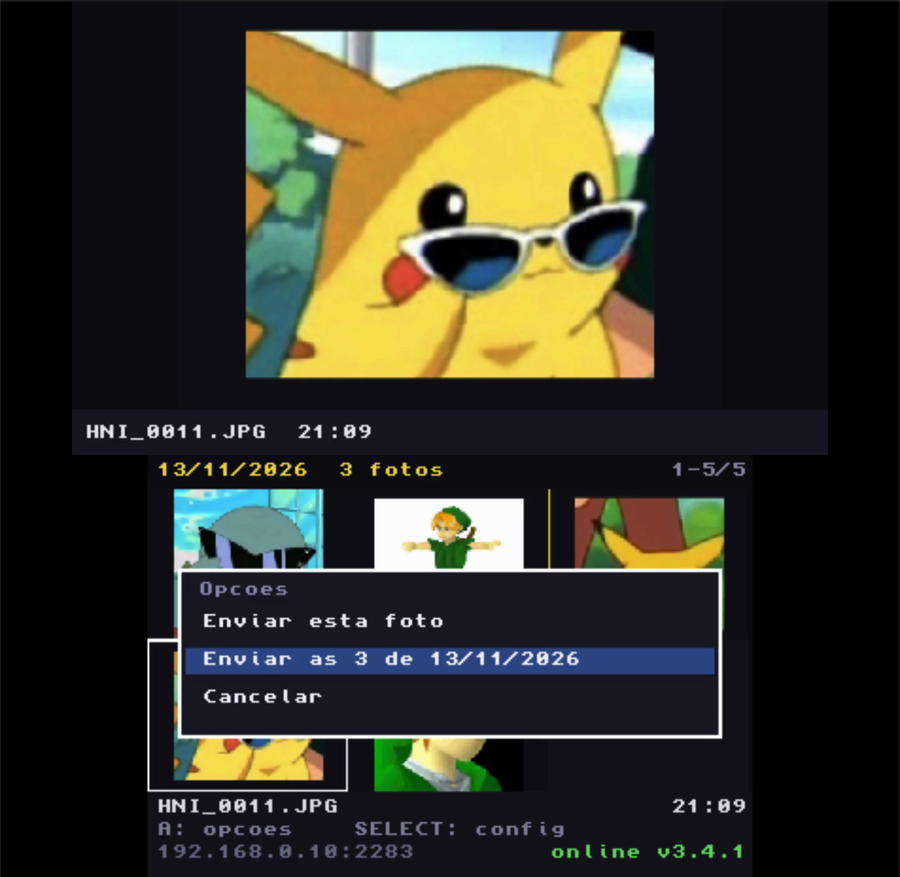 HNI_0011.JPG 21:09
13/11/2026 3 fotos 1-5/5
Opcoes
Enviar esta foto
Enviar as 3 de 13/11/2026
Cancelar
HNI_0011.JPG 21:09
A: opcoes SELECT: config
192.168.0.10:2283 online v3.4.1